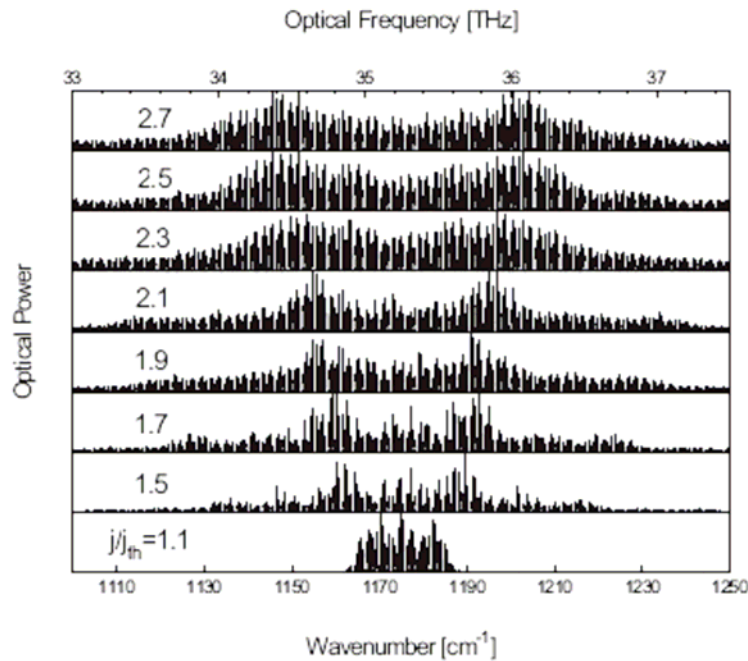 Optical Frequency [THz]
33 34 35 36 37
2.7
2.5
2.3
2.1
1.9
1.7
1.5
j/jth=1.1
Optical Power
1110 1130 1150 1170 1190 1210 1230 1250
Wavenumber [cm-1]